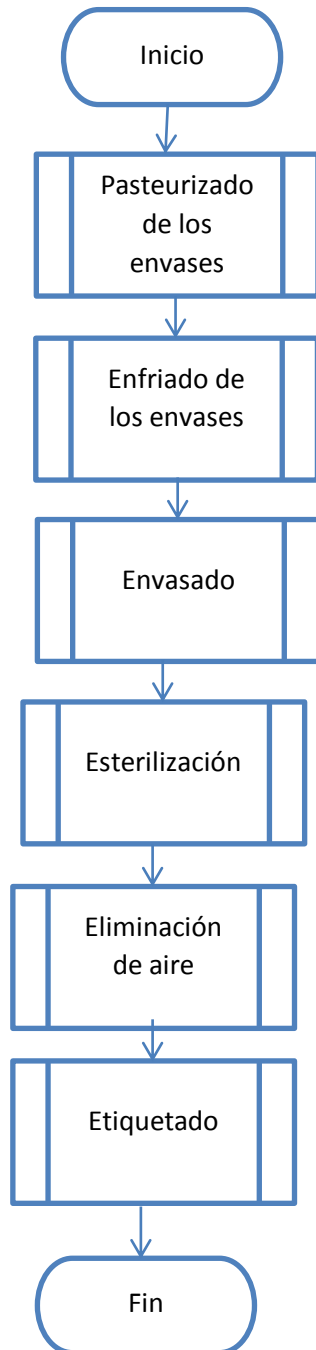 Inicio
Pasteurizado
de los
envases
Enfriado de
los envases
Envasado
Esterilización
Eliminación
de aire
Etiquetado
Fin